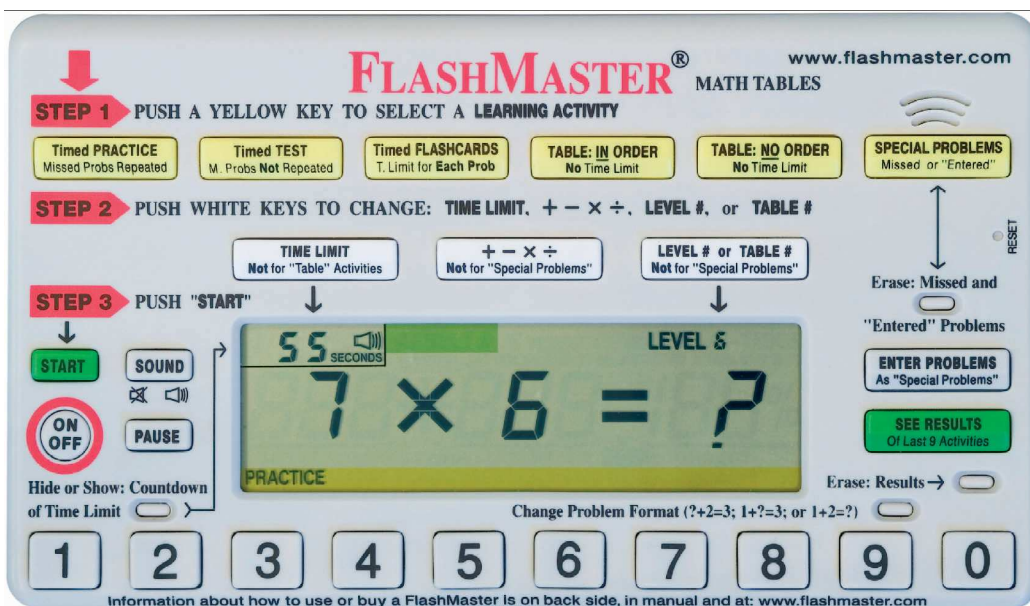 www.flashmaster.com
FLASHMASTER® MATH TABLES
STEP 1 PUSH A YELLOW KEY TO SELECT A LEARNING ACTIVITY
Timed PRACTICE
Missed Probs Repeated
Timed TEST
M. Probs Not Repeated
Timed FLASHCARDS
T. Limit for Each Prob
TABLE: IN ORDER
No Time Limit
TABLE: NO ORDER
No Time Limit
SPECIAL PROBLEMS
Missed or "Entered"
STEP 2 PUSH WHITE KEYS TO CHANGE: TIME LIMIT, + − × ÷, LEVEL #, or TABLE #
RESET
TIME LIMIT
Not for "Table" Activities
+ − × ÷
Not for "Special Problems"
LEVEL # or TABLE #
Not for "Special Problems"
Erase: Missed and
"Entered" Problems
STEP 3 PUSH "START"
START
SOUND
ON
OFF
PAUSE
55 SECONDS
LEVEL
7 × 6 = ?
PRACTICE
ENTER PROBLEMS
As "Special Problems"
SEE RESULTS
Of Last 9 Activities
Hide or Show: Countdown
of Time Limit
Erase: Results→
Change Problem Format (?+2=3; 1+?=3; or 1+2=?)
1 2 3 4 5 6 7 8 9 0
Information about how to use or buy a FlashMaster is on back side, in manual and at: www.flashmaster.com